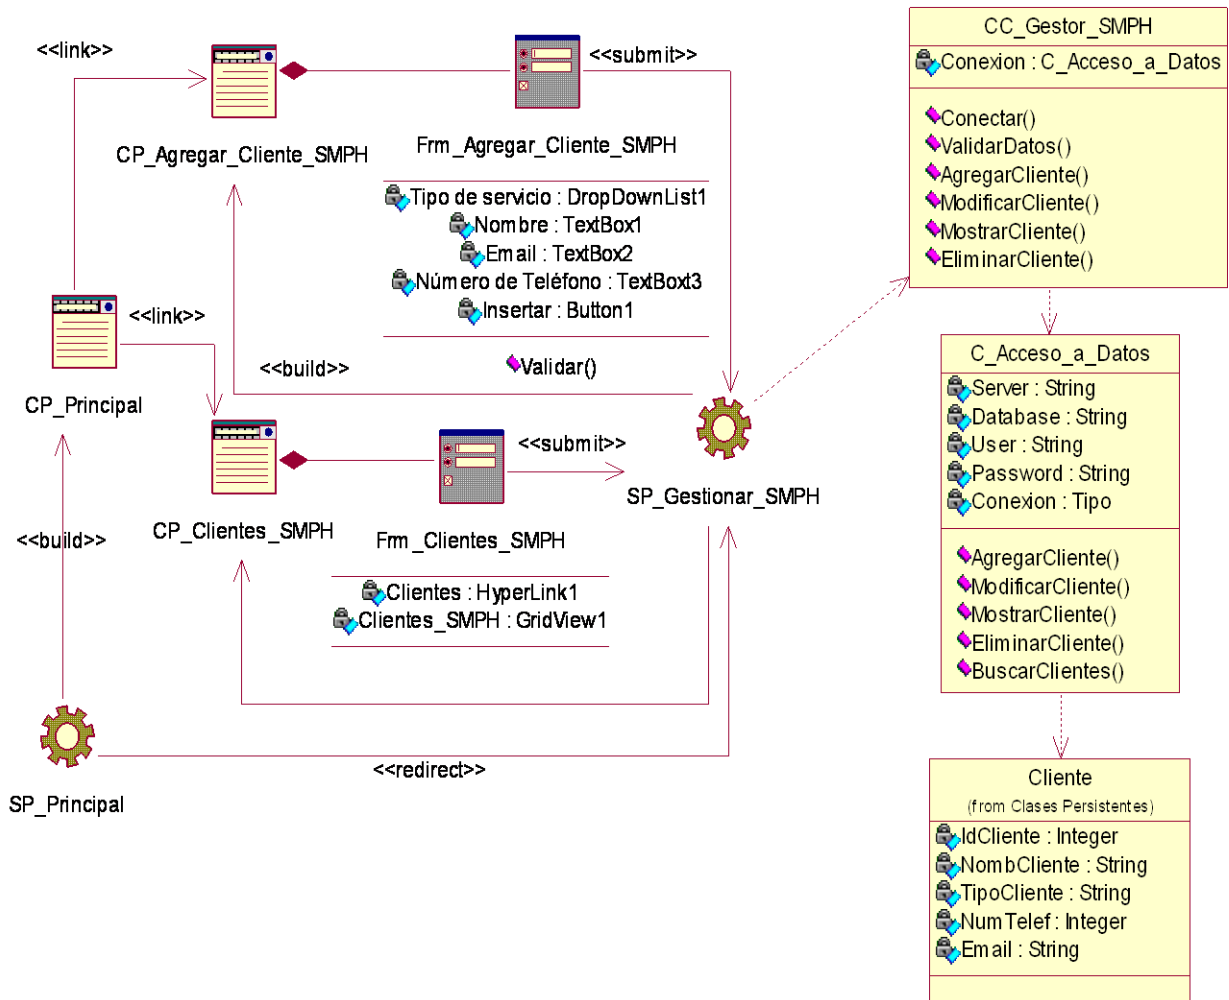 <<link>>
CP_Agregar_Cliente_SMPH
Frm_Agregar_Cliente_SMPH
<<submit>>
Tipo de servicio : DropDownList1
Nombre : TextBox1
Email : TextBox2
Número de Teléfono : TextBoxt3
Insertar : Button1
Validar()
<<link>>
CP_Principal
<<build>>
CP_Clientes_SMPH
Frm_Clientes_SMPH
<<submit>>
SP_Gestionar_SMPH
Clientes : HyperLink1
Clientes_SMPH : GridView1
<<build>>
SP_Principal
<<redirect>>
CC_Gestor_SMPH
Conexion : C_Acceso_a_Datos
Conectar()
ValidarDatos()
AgregarCliente()
ModificarCliente()
MostrarCliente()
EliminarCliente()
C_Acceso_a_Datos
Server : String
Database : String
User : String
Password : String
Conexion : Tipo
AgregarCliente()
ModificarCliente()
MostrarCliente()
EliminarCliente()
BuscarClientes()
Cliente
(from Clases Persistentes)
IdCliente : Integer
NombCliente : String
TipoCliente : String
NumTelef : Integer
Email : String